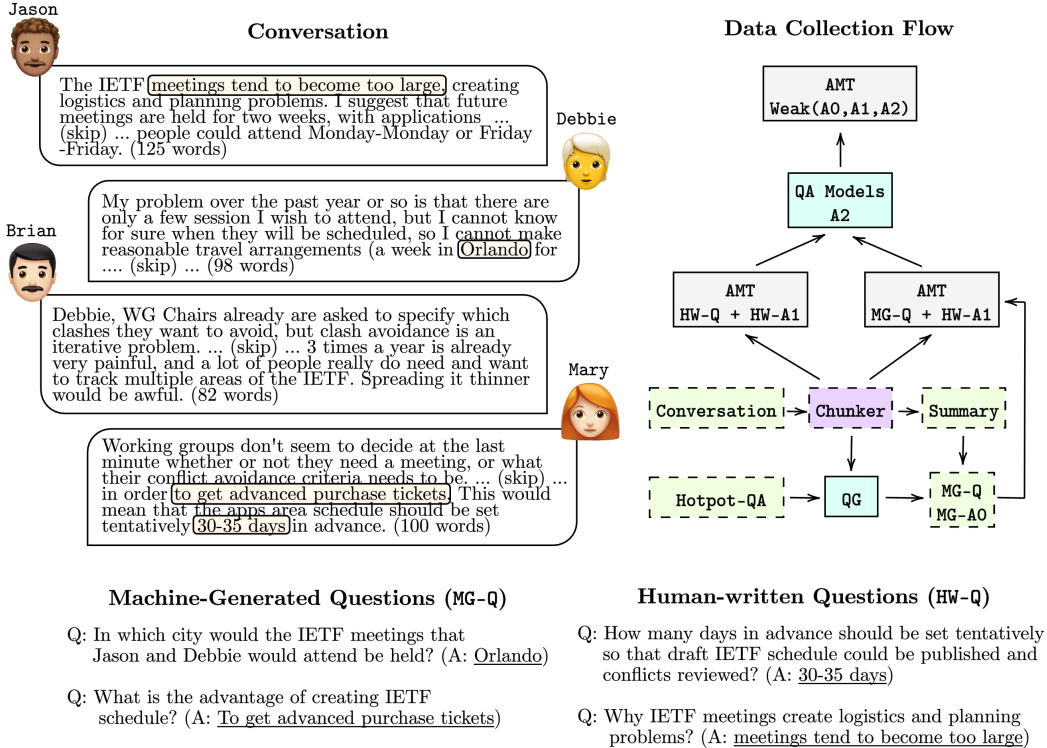 Jason
Conversation
The IETF meetings tend to become too large, creating
logistics and planning problems. I suggest that future
meetings are held for two weeks, with applications ...
(skip) ... people could attend Monday-Monday or Friday
-Friday. (125 words)
Debbie
My problem over the past year or so is that there are
only a few session I wish to attend, but I cannot know
for sure when they will be scheduled, so I cannot make
reasonable travel arrangements (a week in Orlando for
.... (skip) ... (98 words)
Brian
Debbie, WG Chairs already are asked to specify which
clashes they want to avoid, but clash avoidance is an
iterative problem. ... (skip) ... 3 times a year is already
very painful, and a lot of people really do need and want
to track multiple areas of the IETF. Spreading it thinner
would be awful. (82 words)
Mary
Working groups don't seem to decide at the last
minute whether or not they need a meeting, or what
their conflict avoidance criteria needs to be. ... (skip) ...
in order to get advanced purchase tickets. This would
mean that the apps area schedule should be set
tentatively 30-35 days in advance. (100 words)
Data Collection Flow
AMT
Weak(A0,A1,A2)
QA Models
A2
AMT
HW-Q + HW-A1
AMT
MG-Q + HW-A1
Conversation
Chunker
Summary
Hotpot-QA
QG
MG-Q
MG-A0
Machine-Generated Questions (MG-Q)
Q: In which city would the IETF meetings that
Jason and Debbie would attend be held? (A: Orlando)
Q: What is the advantage of creating IETF
schedule? (A: To get advanced purchase tickets)
Human-written Questions (HW-Q)
Q: How many days in advance should be set tentatively
so that draft IETF schedule could be published and
conflicts reviewed? (A: 30-35 days)
Q: Why IETF meetings create logistics and planning
problems? (A: meetings tend to become too large)